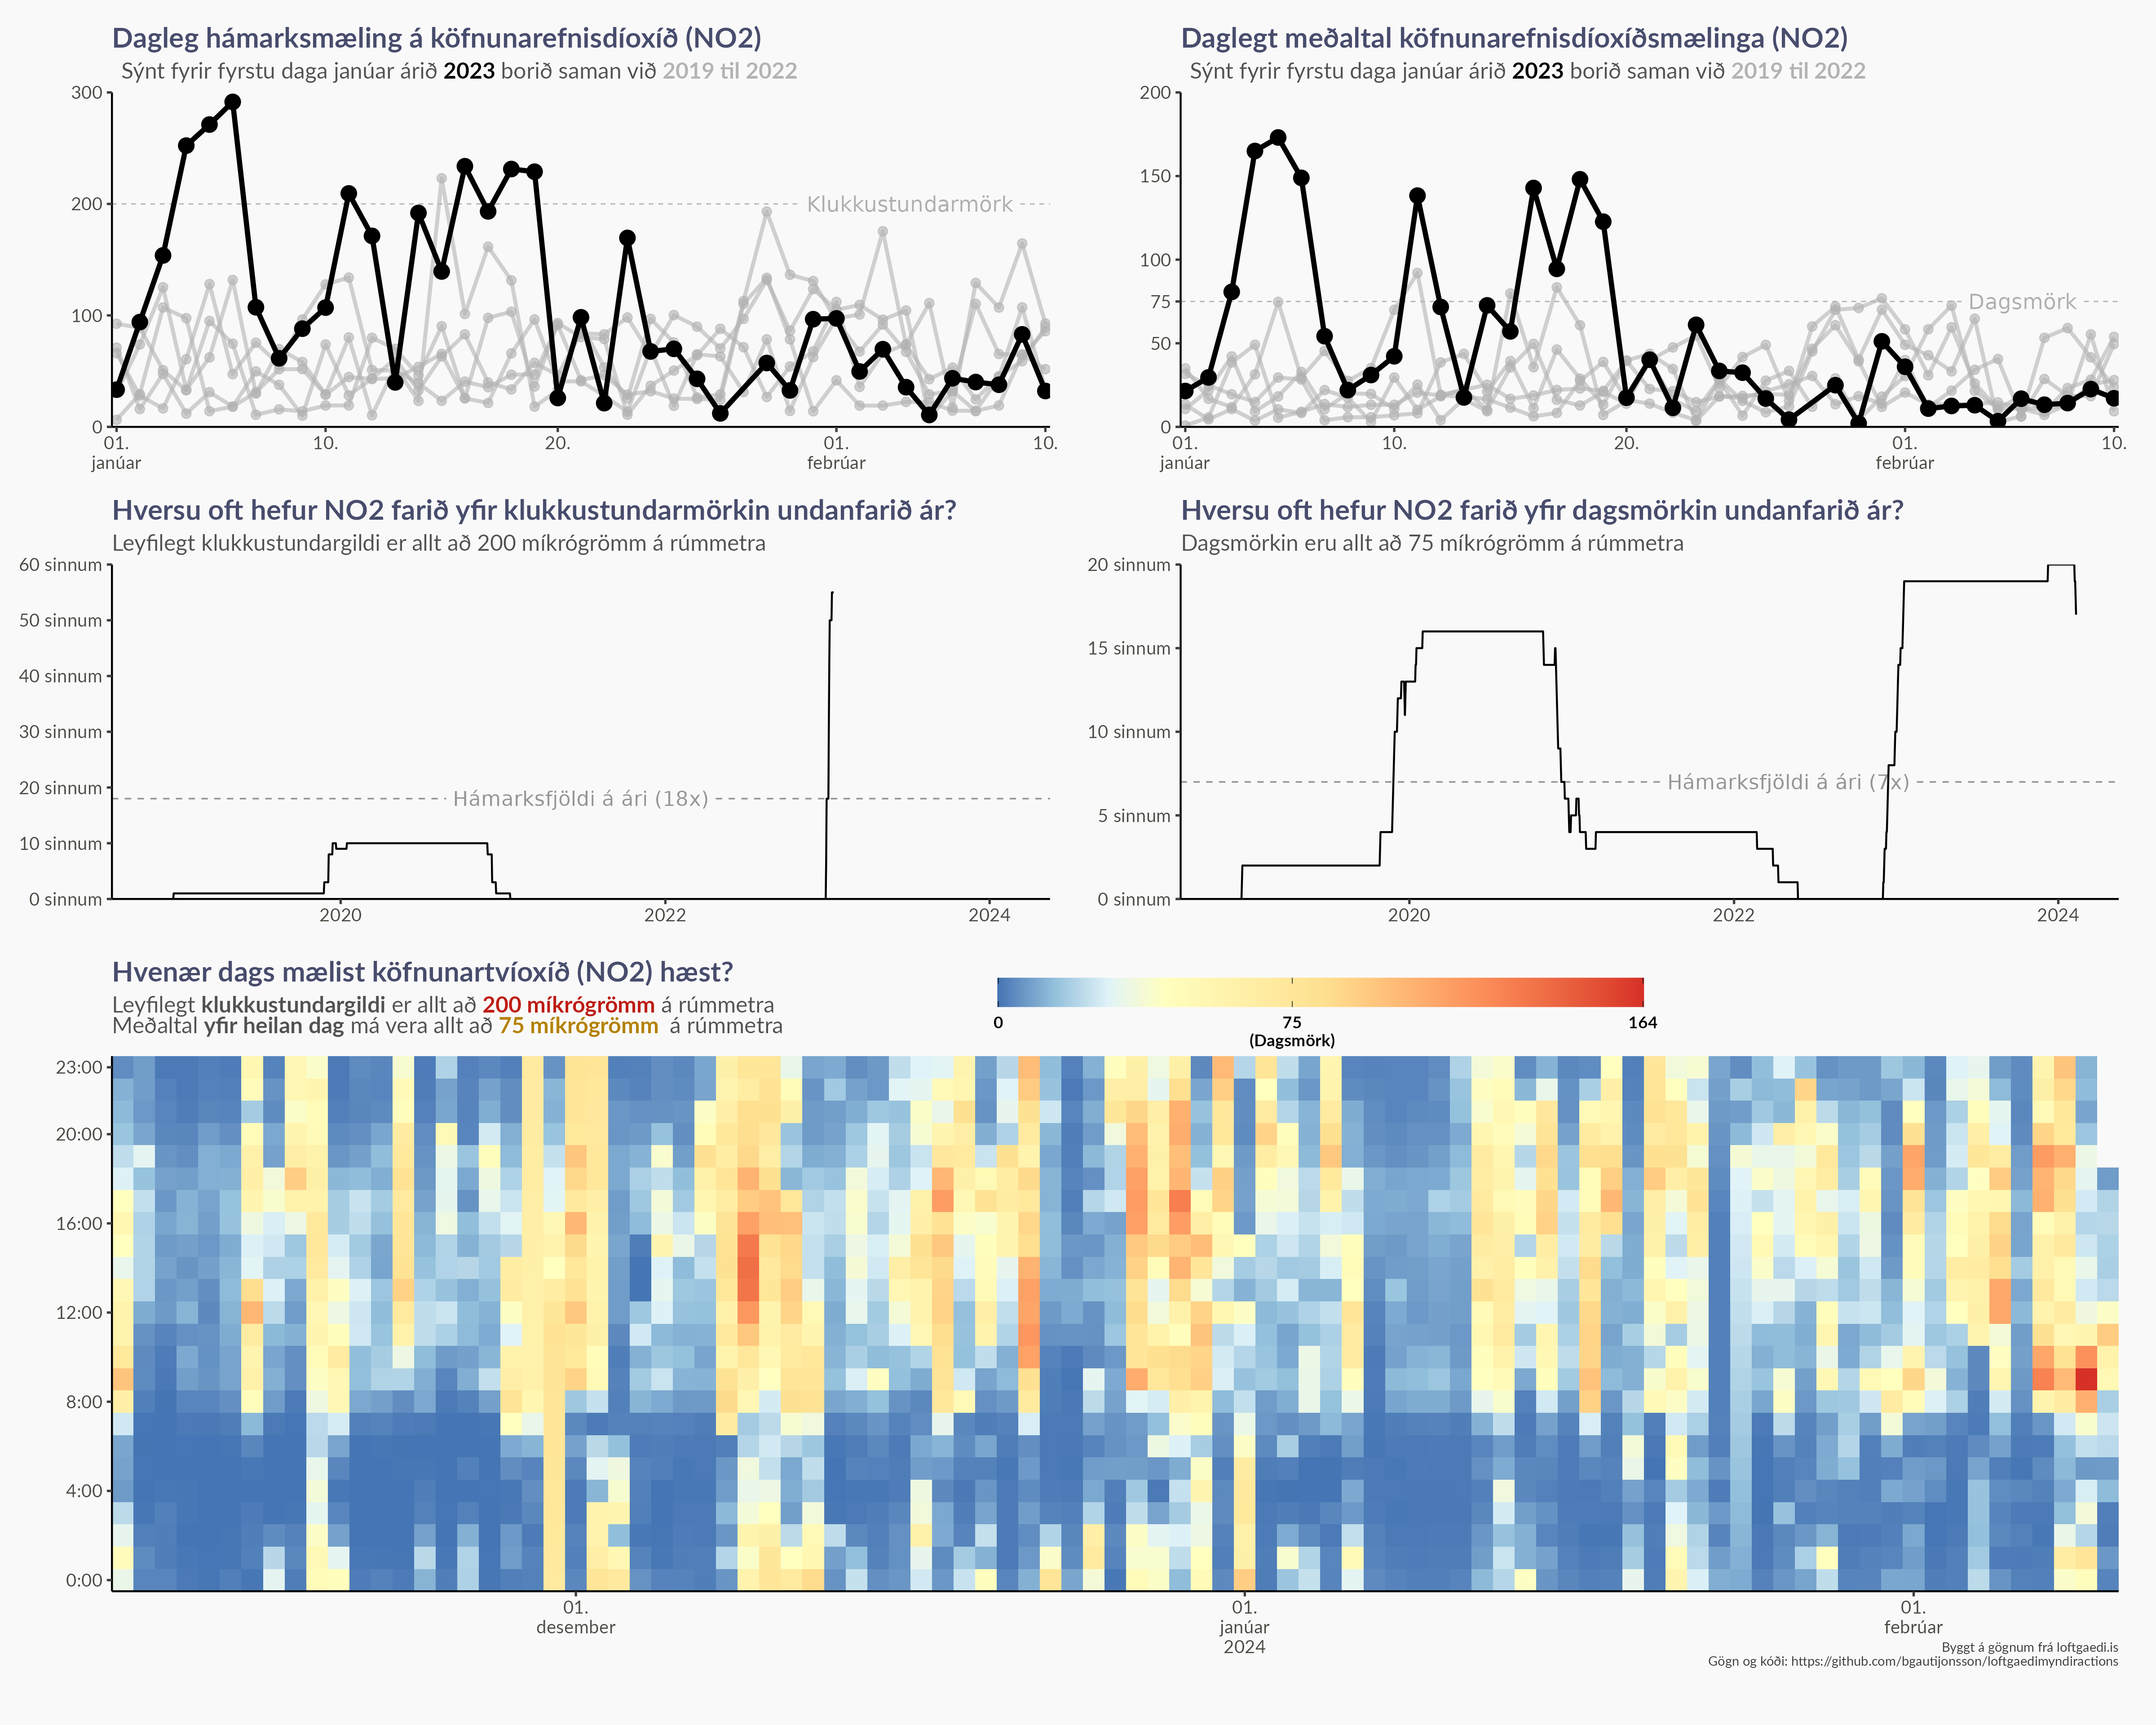 Dagleg hámarksmæling á köfnunarefnisdíoxíð (NO2)
Sýnt fyrir fyrstu daga janúar árið 2023 borið saman við 2019 til 2022
300
200
100
0
Klukkustundarmörk
01.
janúar
10.
20.
01.
febrúar
10.
Daglegt meðaltal köfnunarefnisdíoxíðsmælinga (NO2)
Sýnt fyrir fyrstu daga janúar árið 2023 borið saman við 2019 til 2022
200
150
100
75
50
0
Dagsmörk
01.
janúar
10.
20.
01.
febrúar
10.
Hversu oft hefur NO2 farið yfir klukkustundarmörkin undanfarið ár?
Leyfilegt klukkustundargildi er allt að 200 míkrógrömm á rúmmetra
60 sinnum
50 sinnum
40 sinnum
30 sinnum
20 sinnum
10 sinnum
0 sinnum
Hámarksfjöldi á ári (18x)
2020
2022
2024
Hversu oft hefur NO2 farið yfir dagsmörkin undanfarið ár?
Dagsmörkin eru allt að 75 míkrógrömm á rúmmetra
20 sinnum
15 sinnum
10 sinnum
5 sinnum
0 sinnum
Hámarksfjöldi á ári (7x)
2020
2022
2024
Hvenær dags mælist köfnunartvíoxíð (NO2) hæst?
Leyfilegt klukkustundargildi er allt að 200 míkrógrömm á rúmmetra
Meðaltal yfir heilan dag má vera allt að 75 míkrógrömm á rúmmetra
0
75
(Dagsmörk)
164
23:00
20:00
16:00
12:00
8:00
4:00
0:00
01.
desember
01.
janúar
2024
01.
febrúar
Byggt á gögnum frá loftgaedi.is
Gögn og kóði: https://github.com/bgautijonsson/loftgaedimyndiractions